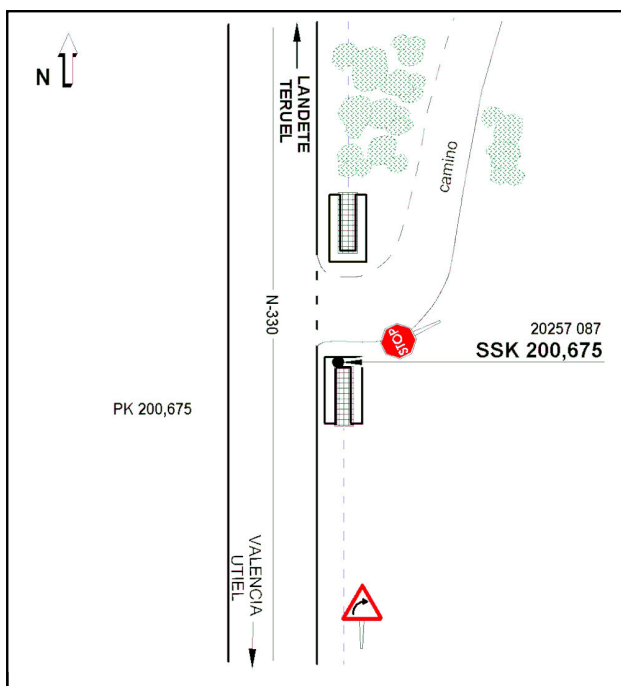 N
LANDETE
TERUEL
camino
N-330
STOP
20257 087
SSK 200,675
PK 200,675
VALENCIA
UTIEL